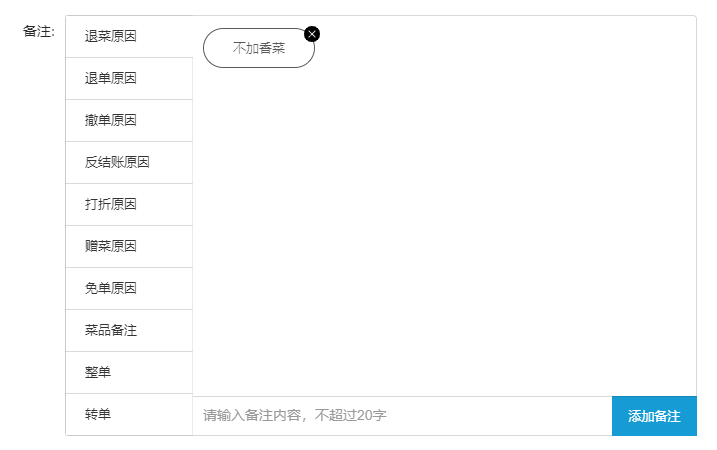 备注:
退菜原因
不加香菜
退单原因
撤单原因
反结账原因
打折原因
赠菜原因
免单原因
菜品备注
整单
转单
请输入备注内容，不超过20字
添加备注